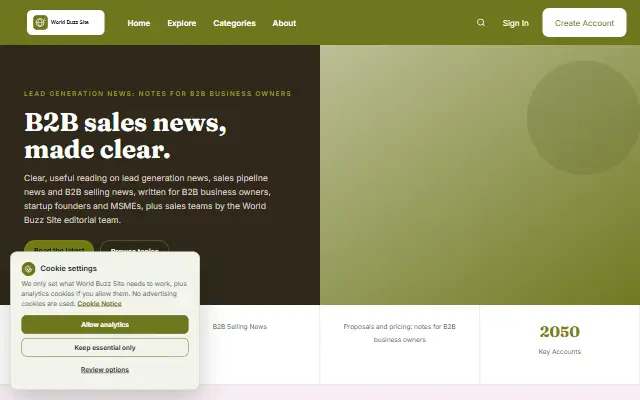 World Buzz Site
Home
Explore
Categories
About
Sign In
Create Account
LEAD GENERATION NEWS: NOTES FOR B2B BUSINESS OWNERS
B2B sales news,
made clear.
Clear, useful reading on lead generation news, sales pipeline
news and B2B selling news, written for B2B business owners,
startup founders and MSMEs, plus sales teams by the World
Buzz Site editorial team.
Read the latest
Browse topics
Cookie settings
We only set what World Buzz Site needs to work, plus
analytics cookies if you allow them. No advertising
cookies are used. Cookie Notice
Allow analytics
Keep essential only
Review options
B2B Selling News
Proposals and pricing: notes for B2B
business owners
2050
Key Accounts